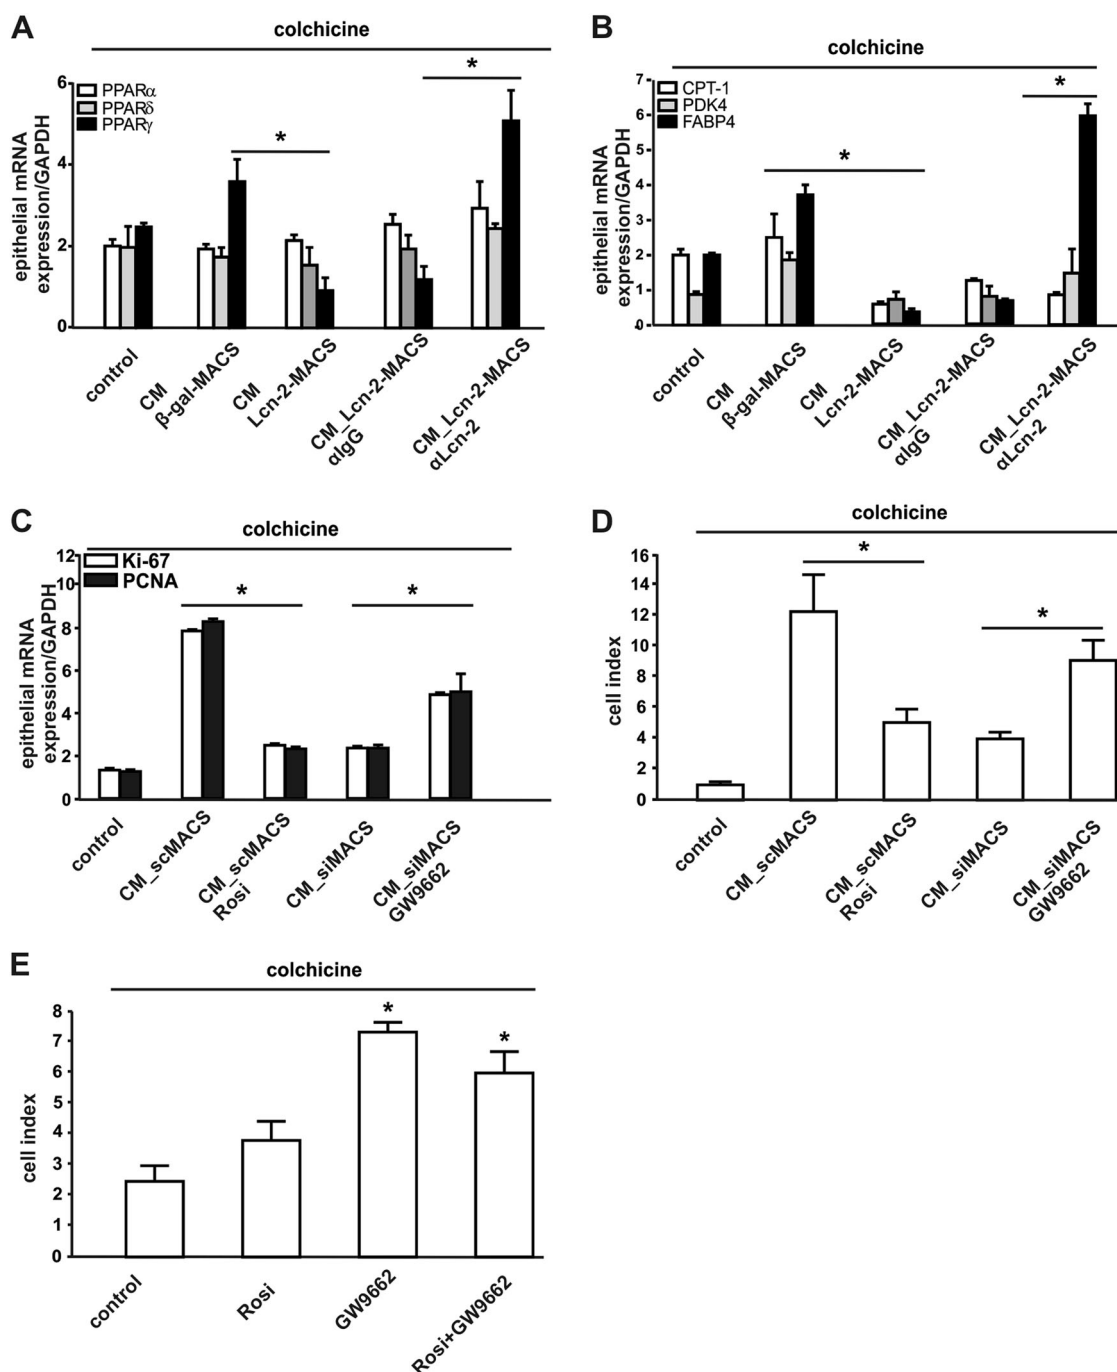 A
colchicine
PPARα
PPARδ
PPARγ
*
*
epithelial mRNA
expression/GAPDH
6
4
2
0
control
CM
β-gal-MACS
CM
Lcn-2-MACS
CM_Lcn-2-MACS
αIgG
CM_Lcn-2-MACS
αLcn-2
B
colchicine
CPT-1
PDK4
FABP4
*
*
epithelial mRNA
expression/GAPDH
7
6
5
4
3
2
1
0
control
CM
β-gal-MACS
CM
Lcn-2-MACS
CM_Lcn-2-MACS
αIgG
CM_Lcn-2-MACS
αLcn-2
C
colchicine
Ki-67
PCNA
*
*
epithelial mRNA
expression/GAPDH
12
10
8
6
4
2
0
control
CM_scMACS
CM_scMACS
Rosi
CM_siMACS
CM_siMACS
GW9662
D
colchicine
*
*
cell index
16
14
12
10
8
6
4
2
0
control
CM_scMACS
CM_scMACS
Rosi
CM_siMACS
CM_siMACS
GW9662
E
colchicine
*
*
cell index
8
7
6
5
4
3
2
1
0
control
Rosi
GW9662
Rosi+GW9662